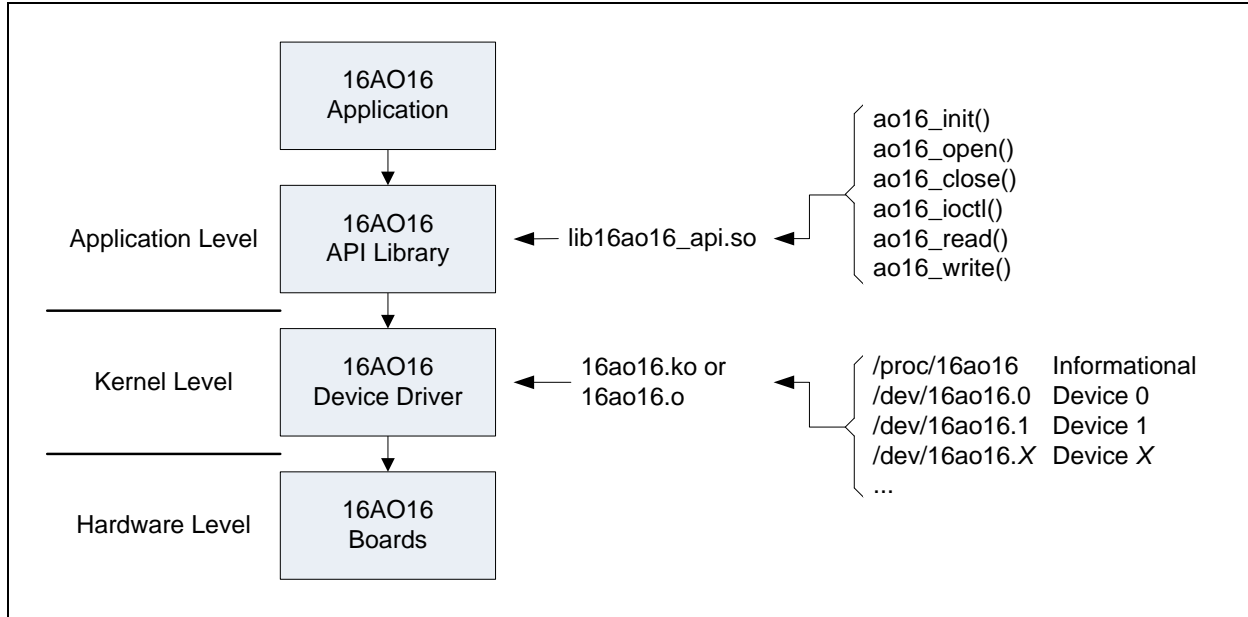 16AO16
Application
Application Level
16AO16
API Library
lib16ao16_api.so
ao16_init()
ao16_open()
ao16_close()
ao16_ioctl()
ao16_read()
ao16_write()
Kernel Level
16AO16
Device Driver
16ao16.ko or
16ao16.o
/proc/16ao16 Informational
/dev/16ao16.0 Device 0
/dev/16ao16.1 Device 1
/dev/16ao16.X Device X
...
Hardware Level
16AO16
Boards